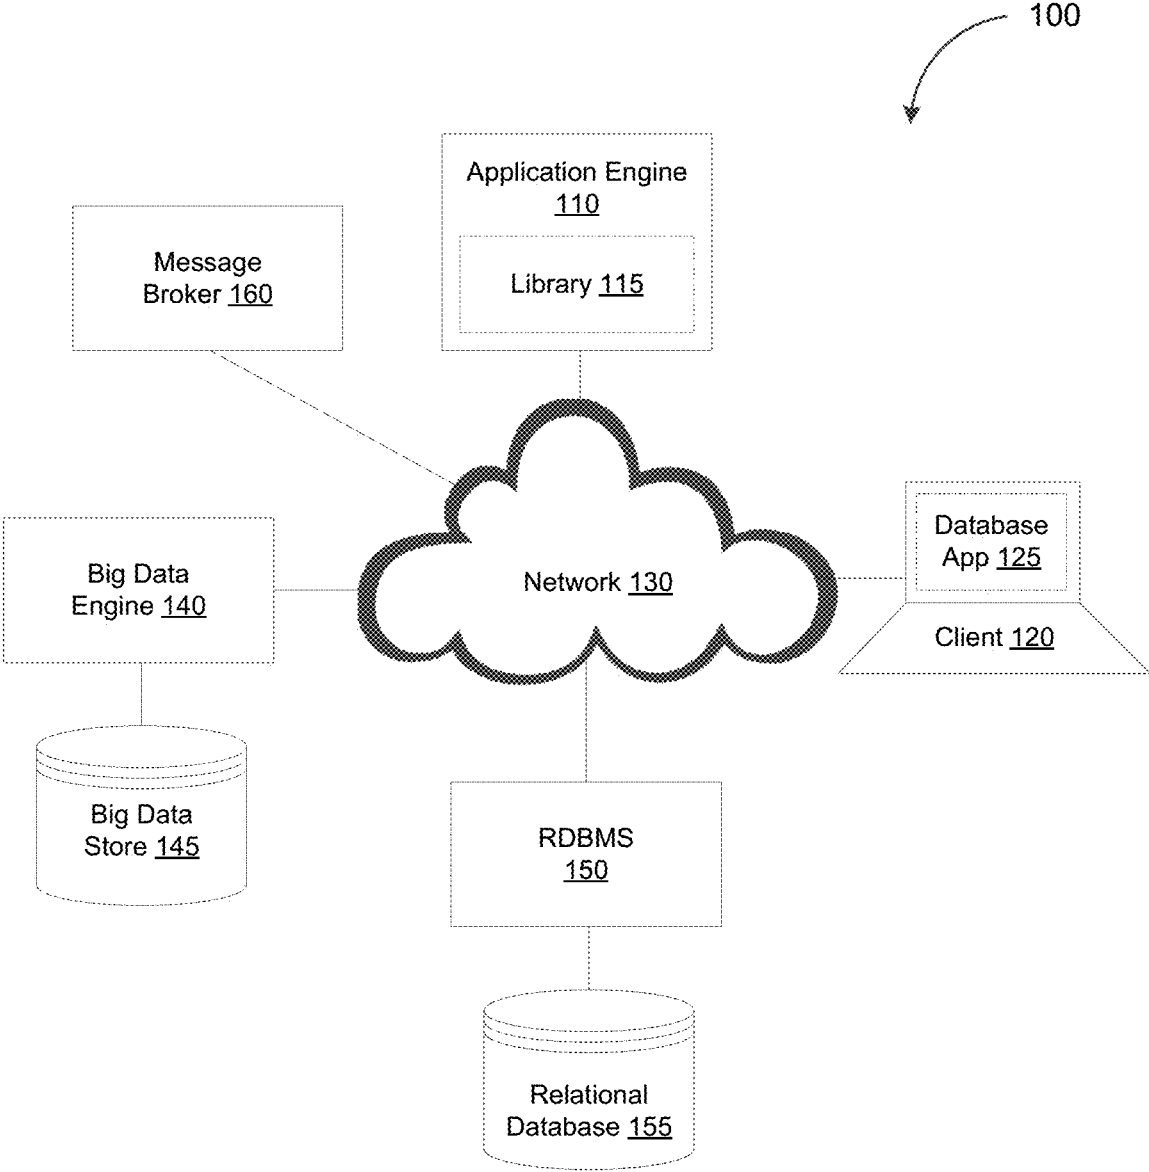 100
Application Engine
110
Library 115
Message
Broker 160
Database
App 125
Client 120
Network 130
Big Data
Engine 140
Big Data
Store 145
RDBMS
150
Relational
Database 155